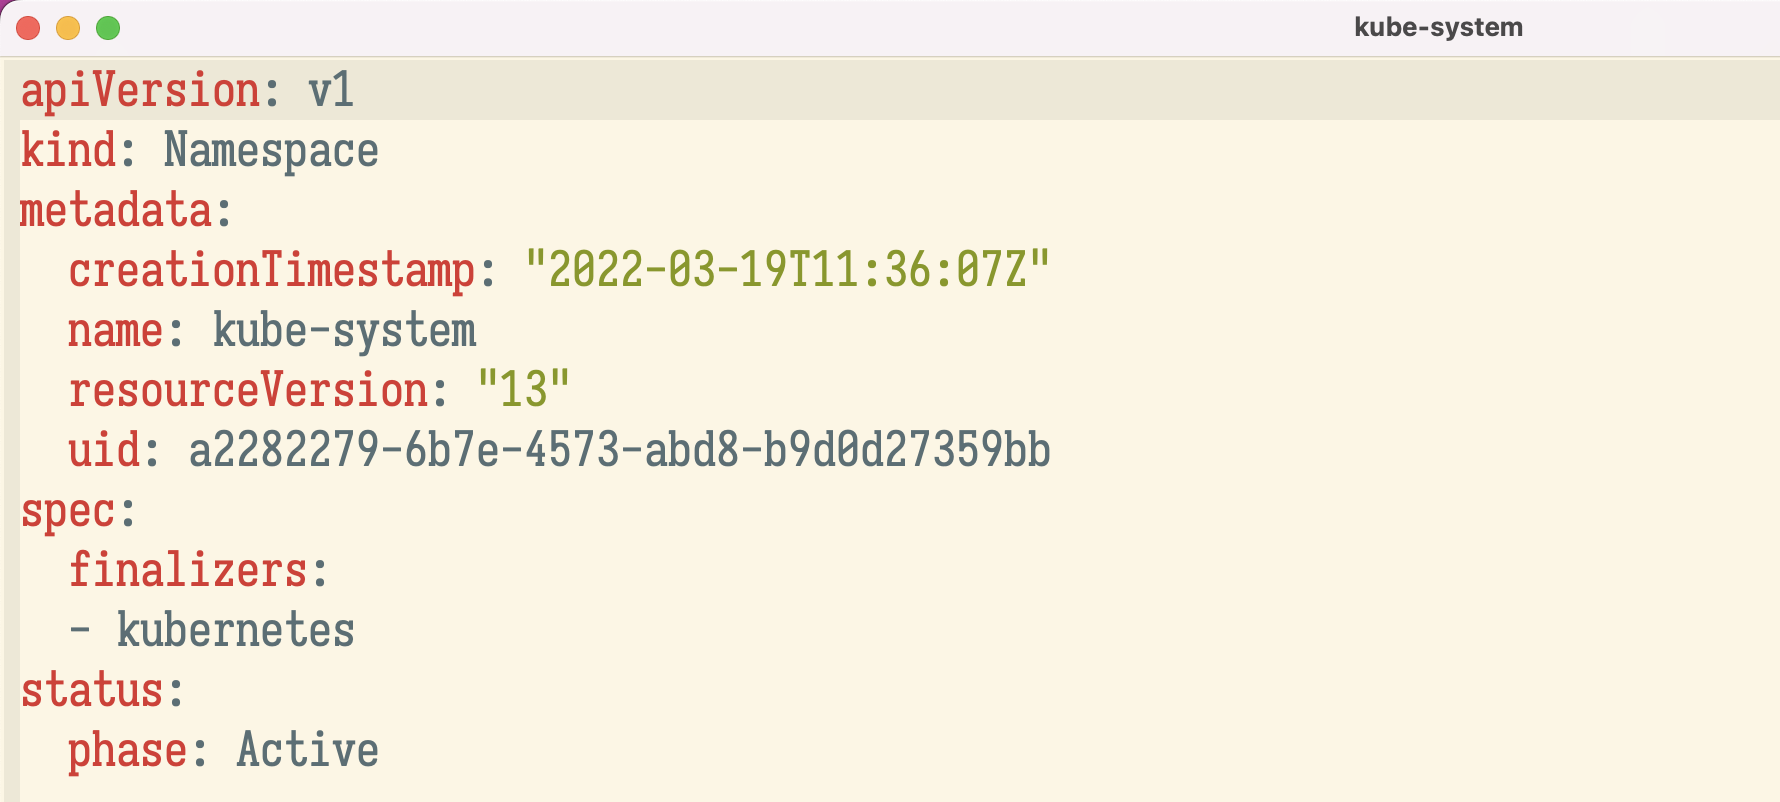 kube-system
apiVersion: v1
kind: Namespace
metadata:
  creationTimestamp: "2022-03-19T11:36:07Z"
  name: kube-system
  resourceVersion: "13"
  uid: a2282279-6b7e-4573-abd8-b9d0d27359bb
spec:
  finalizers:
  - kubernetes
status:
  phase: Active